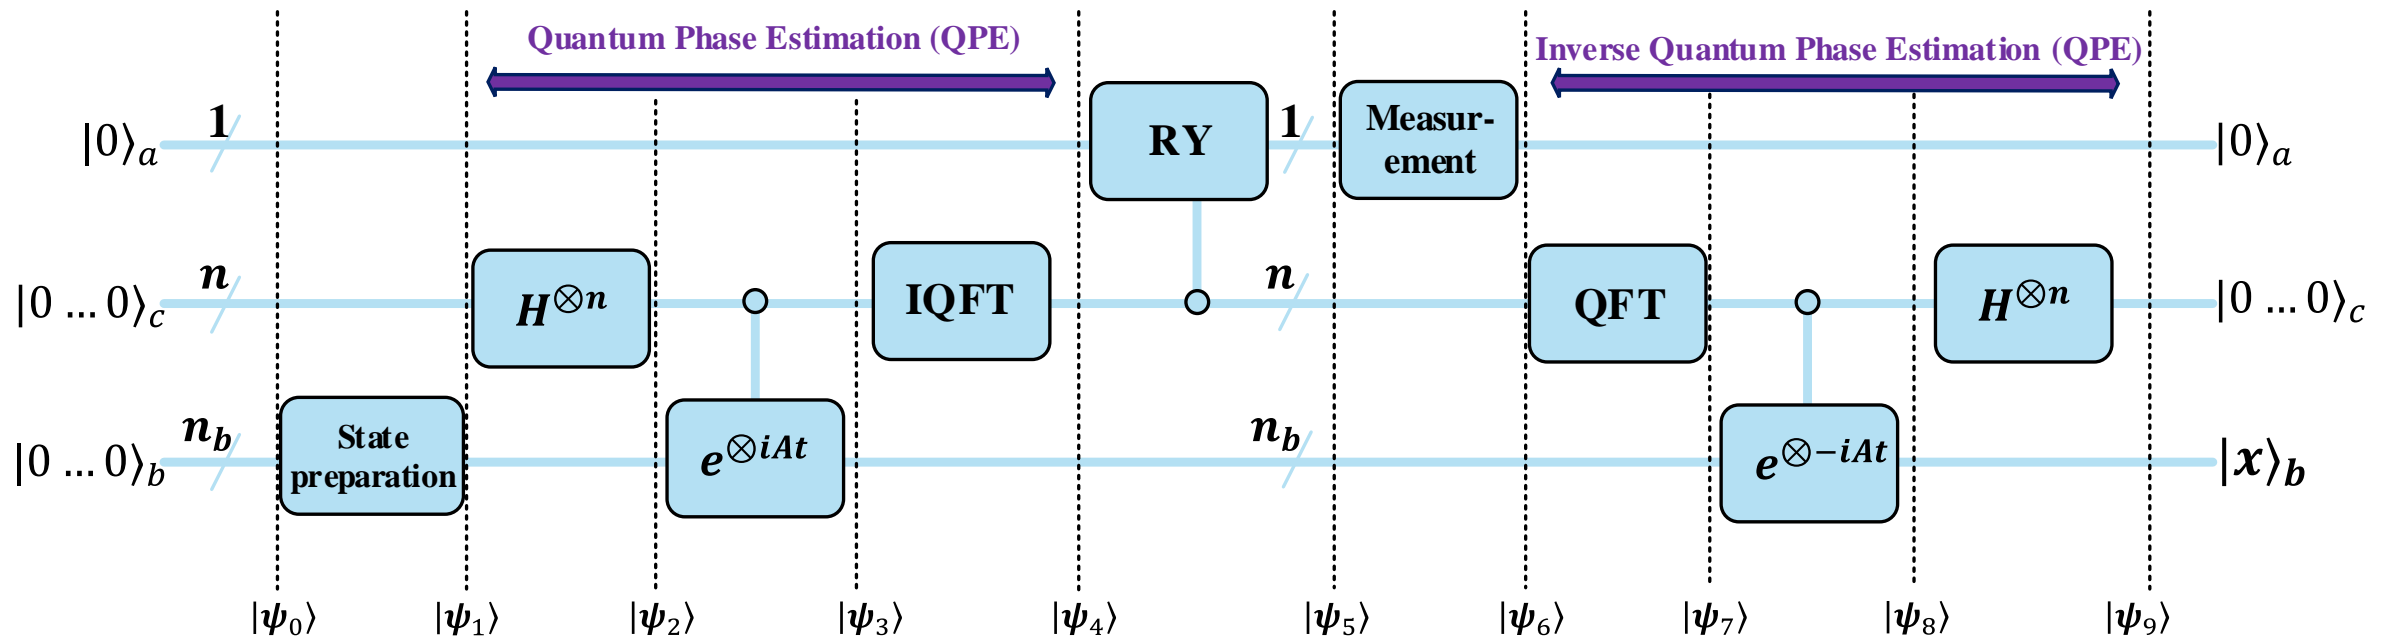 Quantum Phase Estimation (QPE)
Inverse Quantum Phase Estimation (QPE)
|0⟩ₐ
1
RY
1
Measur-
ement
|0⟩ₐ
|0 ... 0⟩c
n
H⊗n
IQFT
n
QFT
H⊗n
|0 ... 0⟩c
|0 ... 0⟩b
nb
State
preparation
e⊗iAt
nb
e⊗−iAt
|x⟩b
|ψ₀⟩ |ψ₁⟩ |ψ₂⟩ |ψ₃⟩ |ψ₄⟩ |ψ₅⟩ |ψ₆⟩ |ψ₇⟩ |ψ₈⟩ |ψ₉⟩